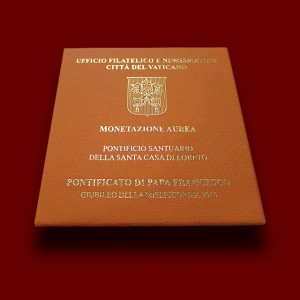 UFFICIO FILATELICO E NUMISMATICO
CITTÀ DEL VATICANO
MONETAZIONE AUREA
PONTIFICIO SANTUARIO
DELLA SANTA CASA DI LORETO
PONTIFICATO DI PAPA FRANCESCO
GIUBILEO DELLA MISERICORDIA